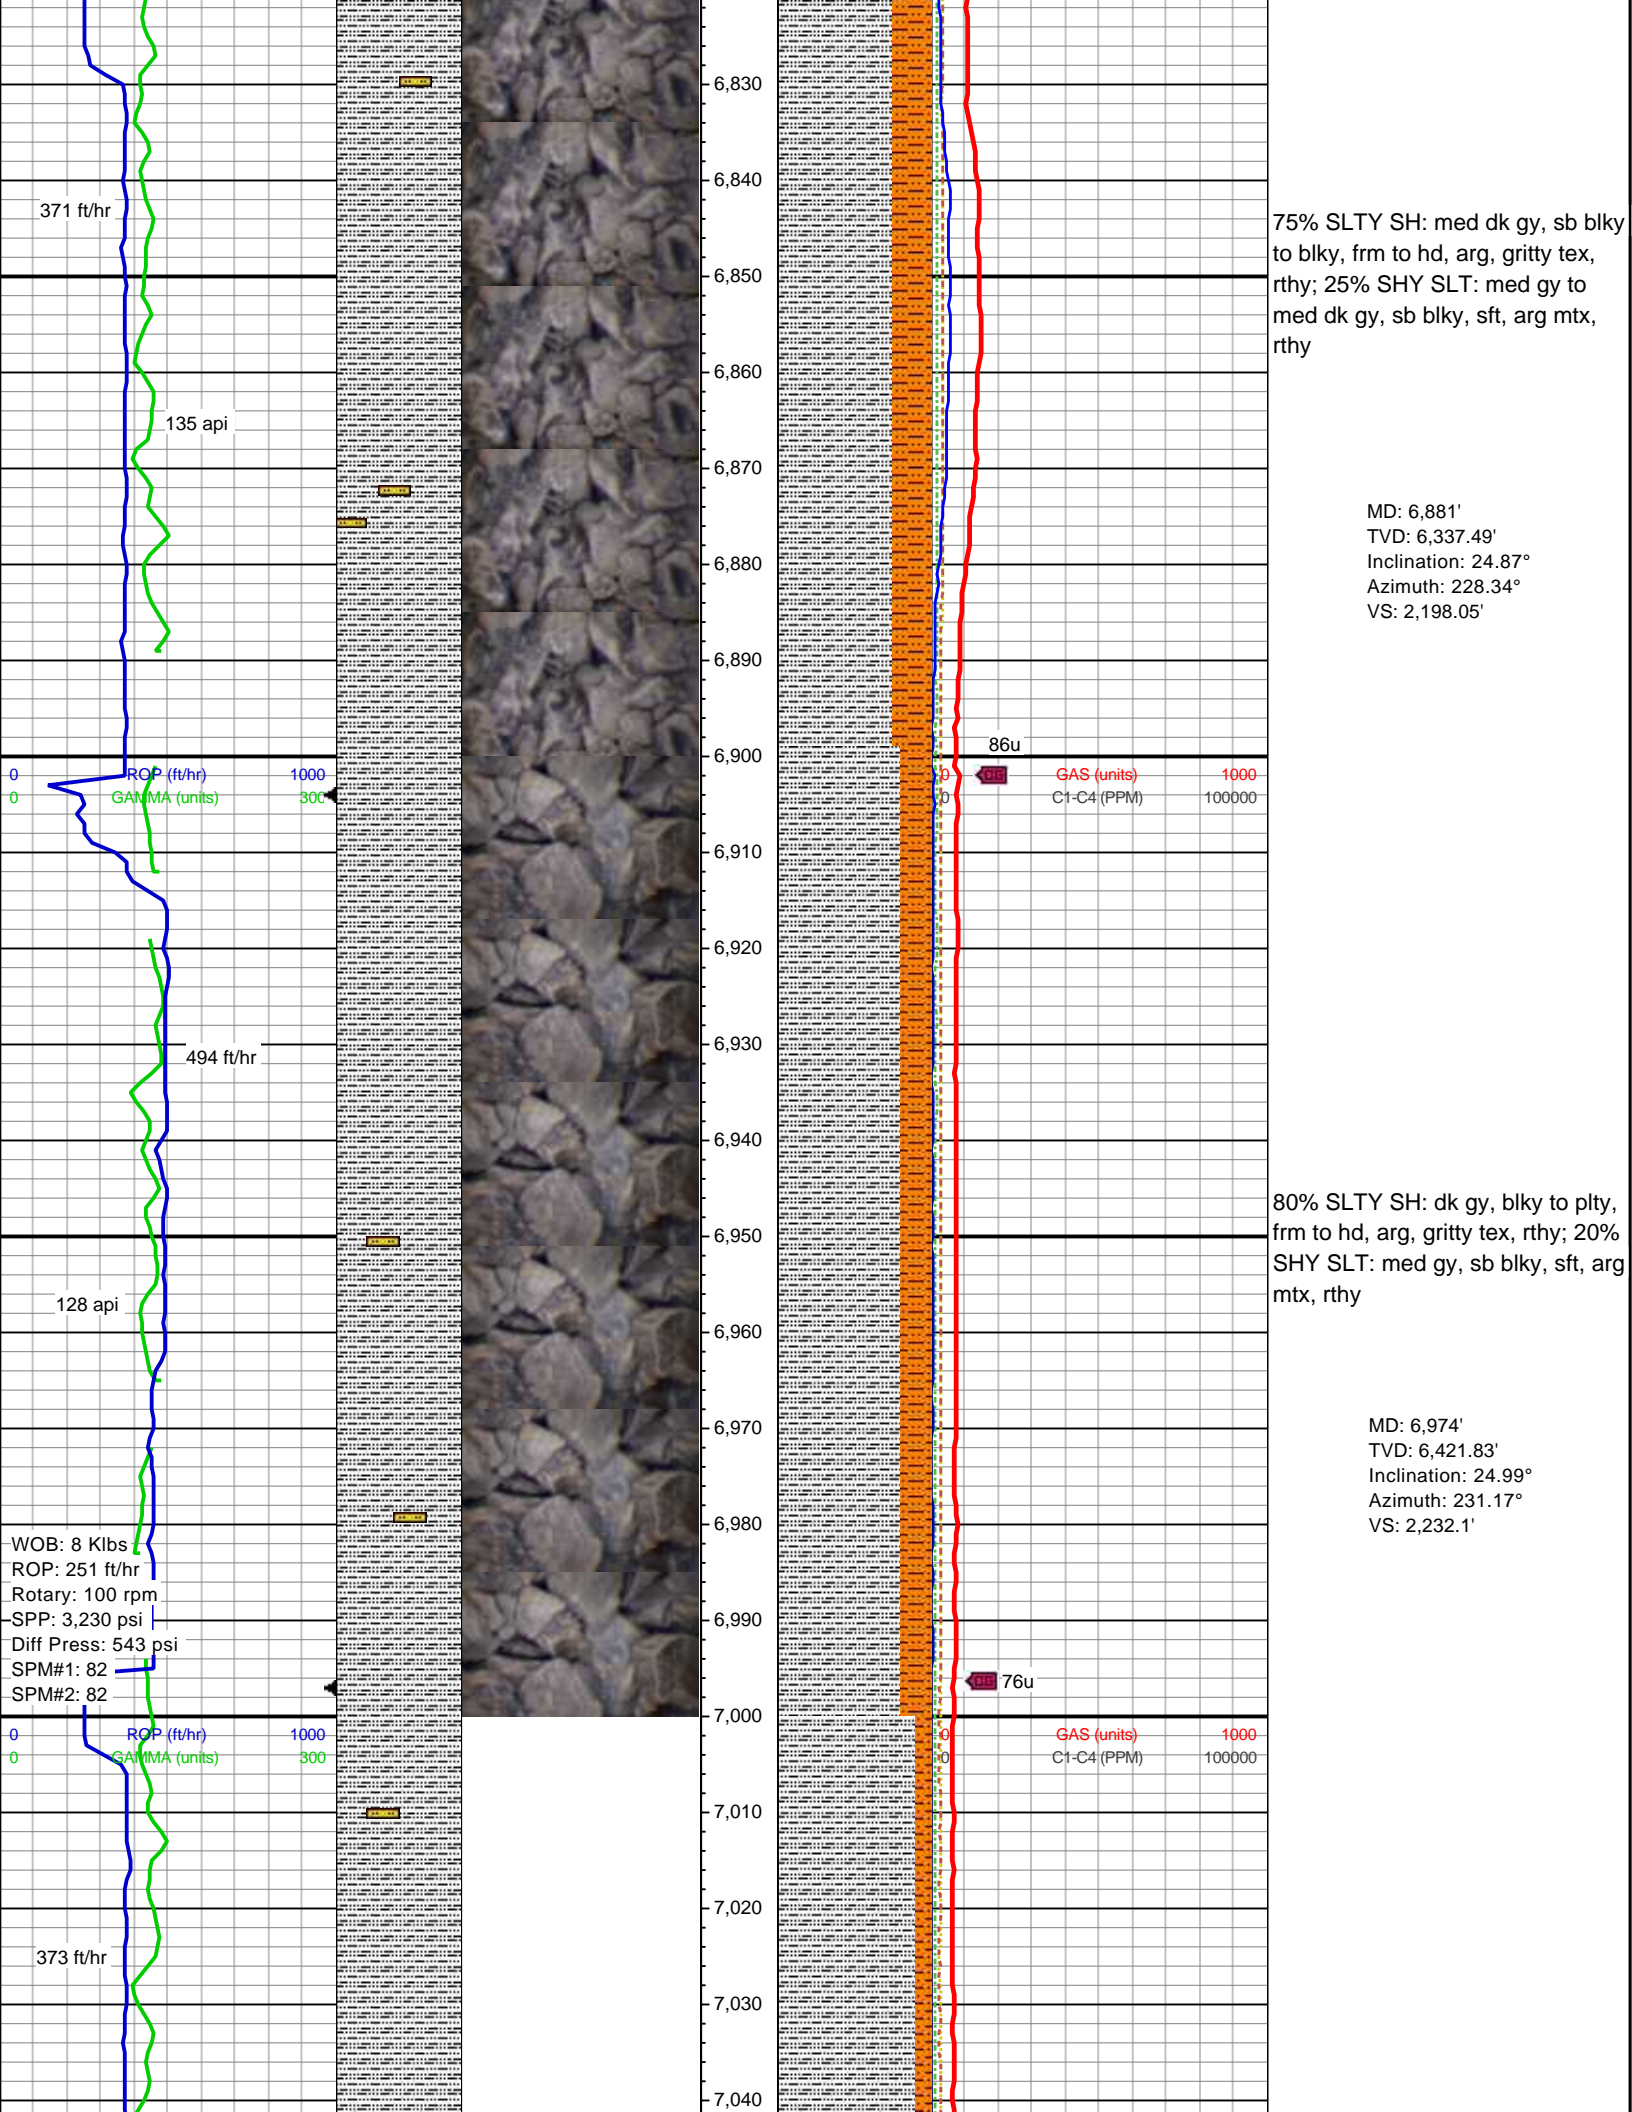 6,830
6,840
371 ft/hr
75% SLTY SH: med dk gy, sb blky
to blky, frm to hd, arg, gritty tex,
rthy; 25% SHY SLT: med gy to
med dk gy, sb blky, sft, arg mtx,
rthy
6,850
6,860
135 api
6,870
MD: 6,881'
TVD: 6,337.49'
Inclination: 24.87°
Azimuth: 228.34°
VS: 2,198.05'
6,880
6,890
86u
6,900
0 ROP (ft/hr) 1000
0 GAMMA (units) 300
0 CG GAS (units) 1000
0 C1-C4 (PPM) 100000
6,910
6,920
6,930
494 ft/hr
6,940
80% SLTY SH: dk gy, blky to plty,
frm to hd, arg, gritty tex, rthy; 20%
SHY SLT: med gy, sb blky, sft, arg
mtx, rthy
6,950
128 api
6,960
6,970
MD: 6,974'
TVD: 6,421.83'
Inclination: 24.99°
Azimuth: 231.17°
VS: 2,232.1'
6,980
WOB: 8 Klbs
ROP: 251 ft/hr
Rotary: 100 rpm
SPP: 3,230 psi
Diff Press: 543 psi
SPM#1: 82
SPM#2: 82
6,990
CG 76u
7,000
0 ROP (ft/hr) 1000
0 GAMMA (units) 300
0 GAS (units) 1000
0 C1-C4 (PPM) 100000
7,010
7,020
373 ft/hr
7,030
7,040